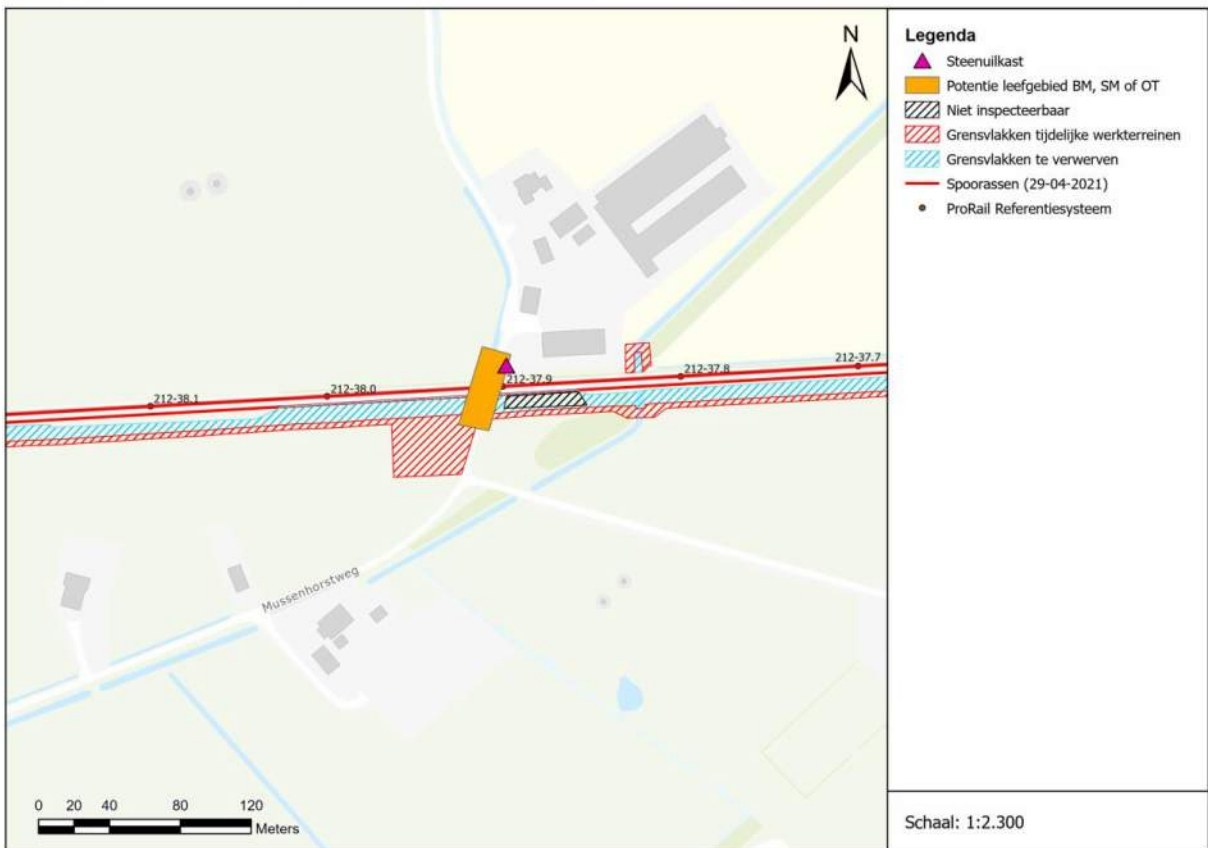 N
Legenda
Steenuilkast
Potentie leefgebied BM, SM of OT
Niet inspecteerbaar
Grensvlakken tijdelijke werkterreinen
Grensvlakken te verwerven
Spoorassen (29-04-2021)
ProRail Referentiesysteem
212-37.7
212-37.8
212-37.9
212-38.0
212-38.1
Mussenhorstweg
0 20 40 80 120
Meters
Schaal: 1:2.300